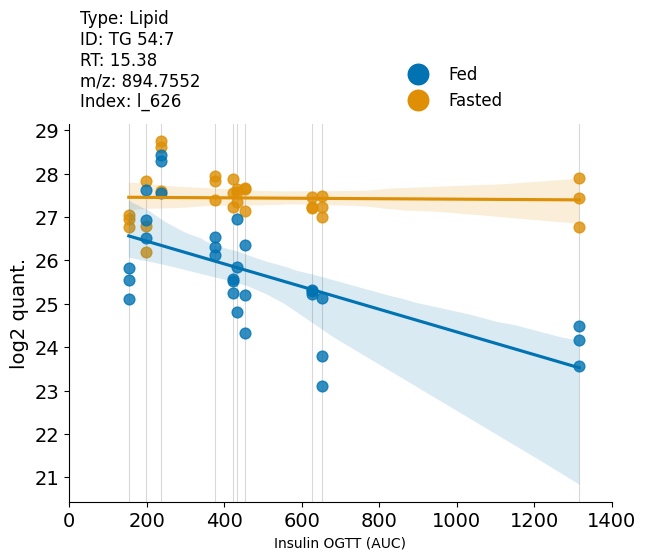 Type: Lipid
ID: TG 54:7
RT: 15.38
m/z: 894.7552
Index: l_626
Fed
Fasted
29
28
27
26
25
24
23
22
21
log2 quant.
0 200 400 600 800 1000 1200 1400
Insulin OGTT (AUC)